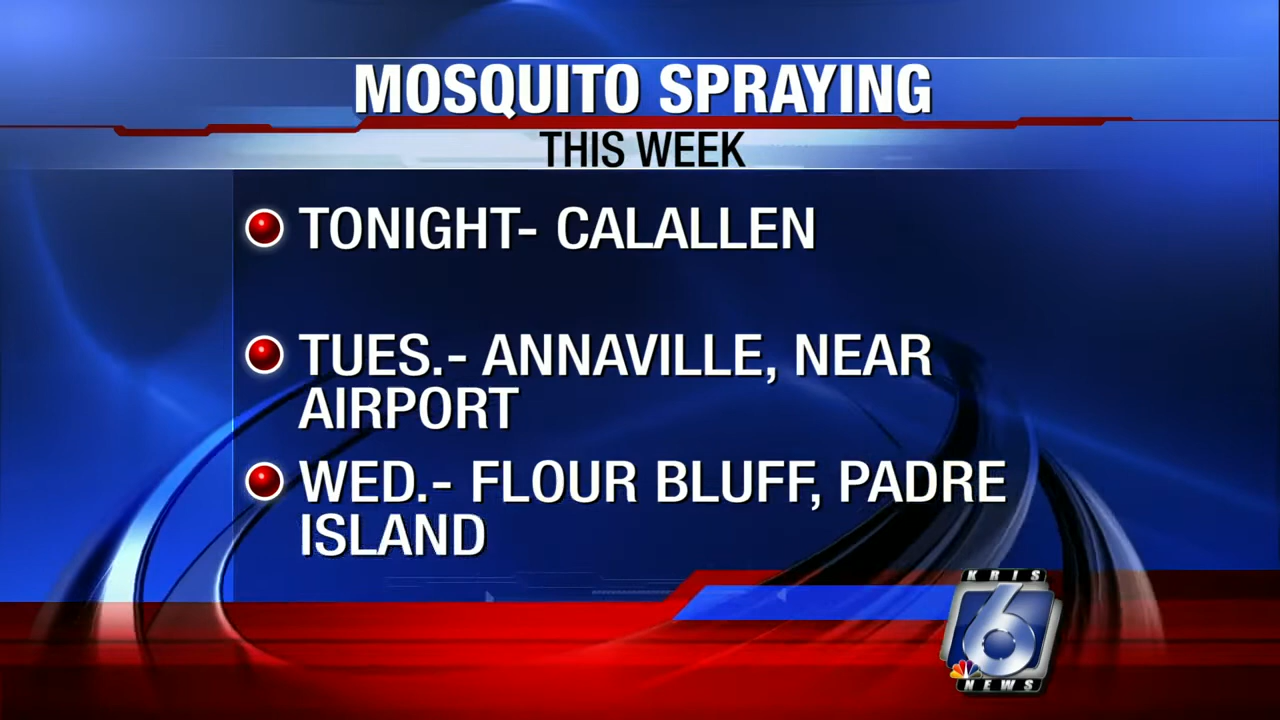 MOSQUITO SPRAYING
THIS WEEK
TONIGHT- CALALLEN
TUES.- ANNAVILLE, NEAR
AIRPORT
WED.- FLOUR BLUFF, PADRE
ISLAND
KRIS
6
NEWS